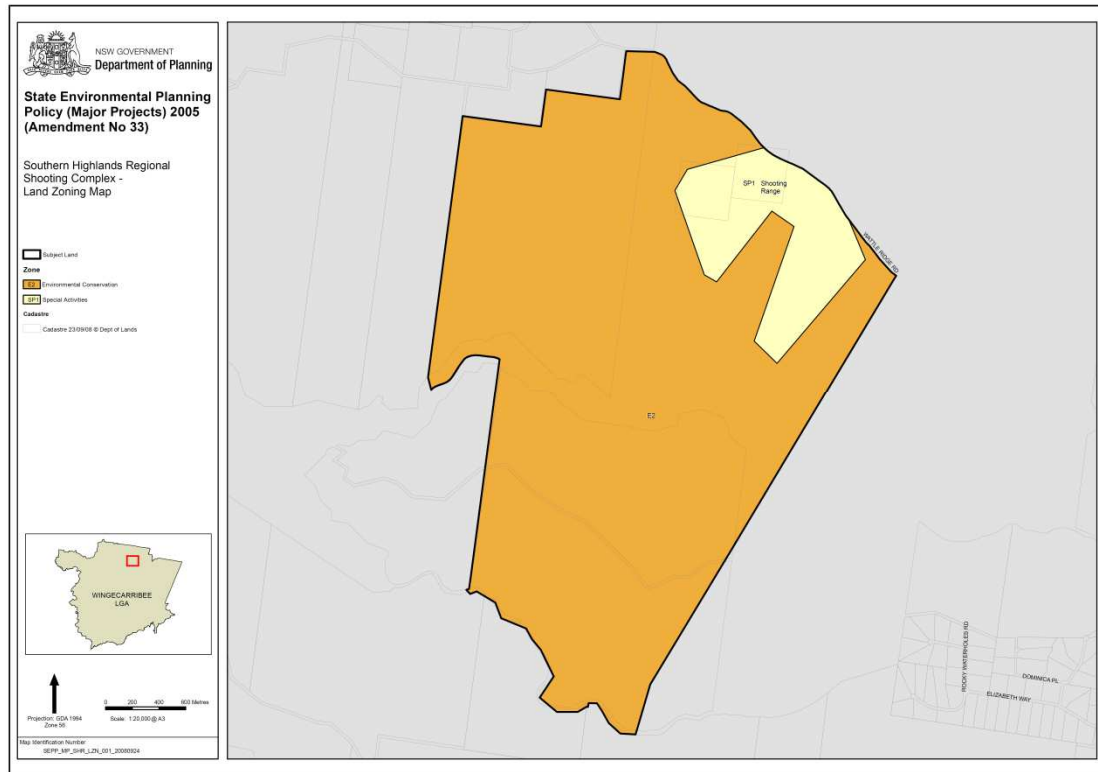 NSW GOVERNMENT
Department of Planning
State Environmental Planning
Policy (Major Projects) 2005
(Amendment No 33)
Southern Highlands Regional
Shooting Complex -
Land Zoning Map
Subject Land
Zone
E2 Environmental Conservation
SP1 Special Activities
Cadastre
Cadastre 23/09/08 © Dept of Lands
WINGECARRIBEE
LGA
Projection: GDA 1994
Zone 56
0 200 400 600 Metres
Scale: 1:20,000 @ A3
Map Identification Number
SEPP_MP_SHR_LZN_001_20080924
SP1 Shooting
Range
WATTLE RIDGE RD
E2
ROCKY WATERHOLES RD
DOMINICA PL
ELIZABETH WAY